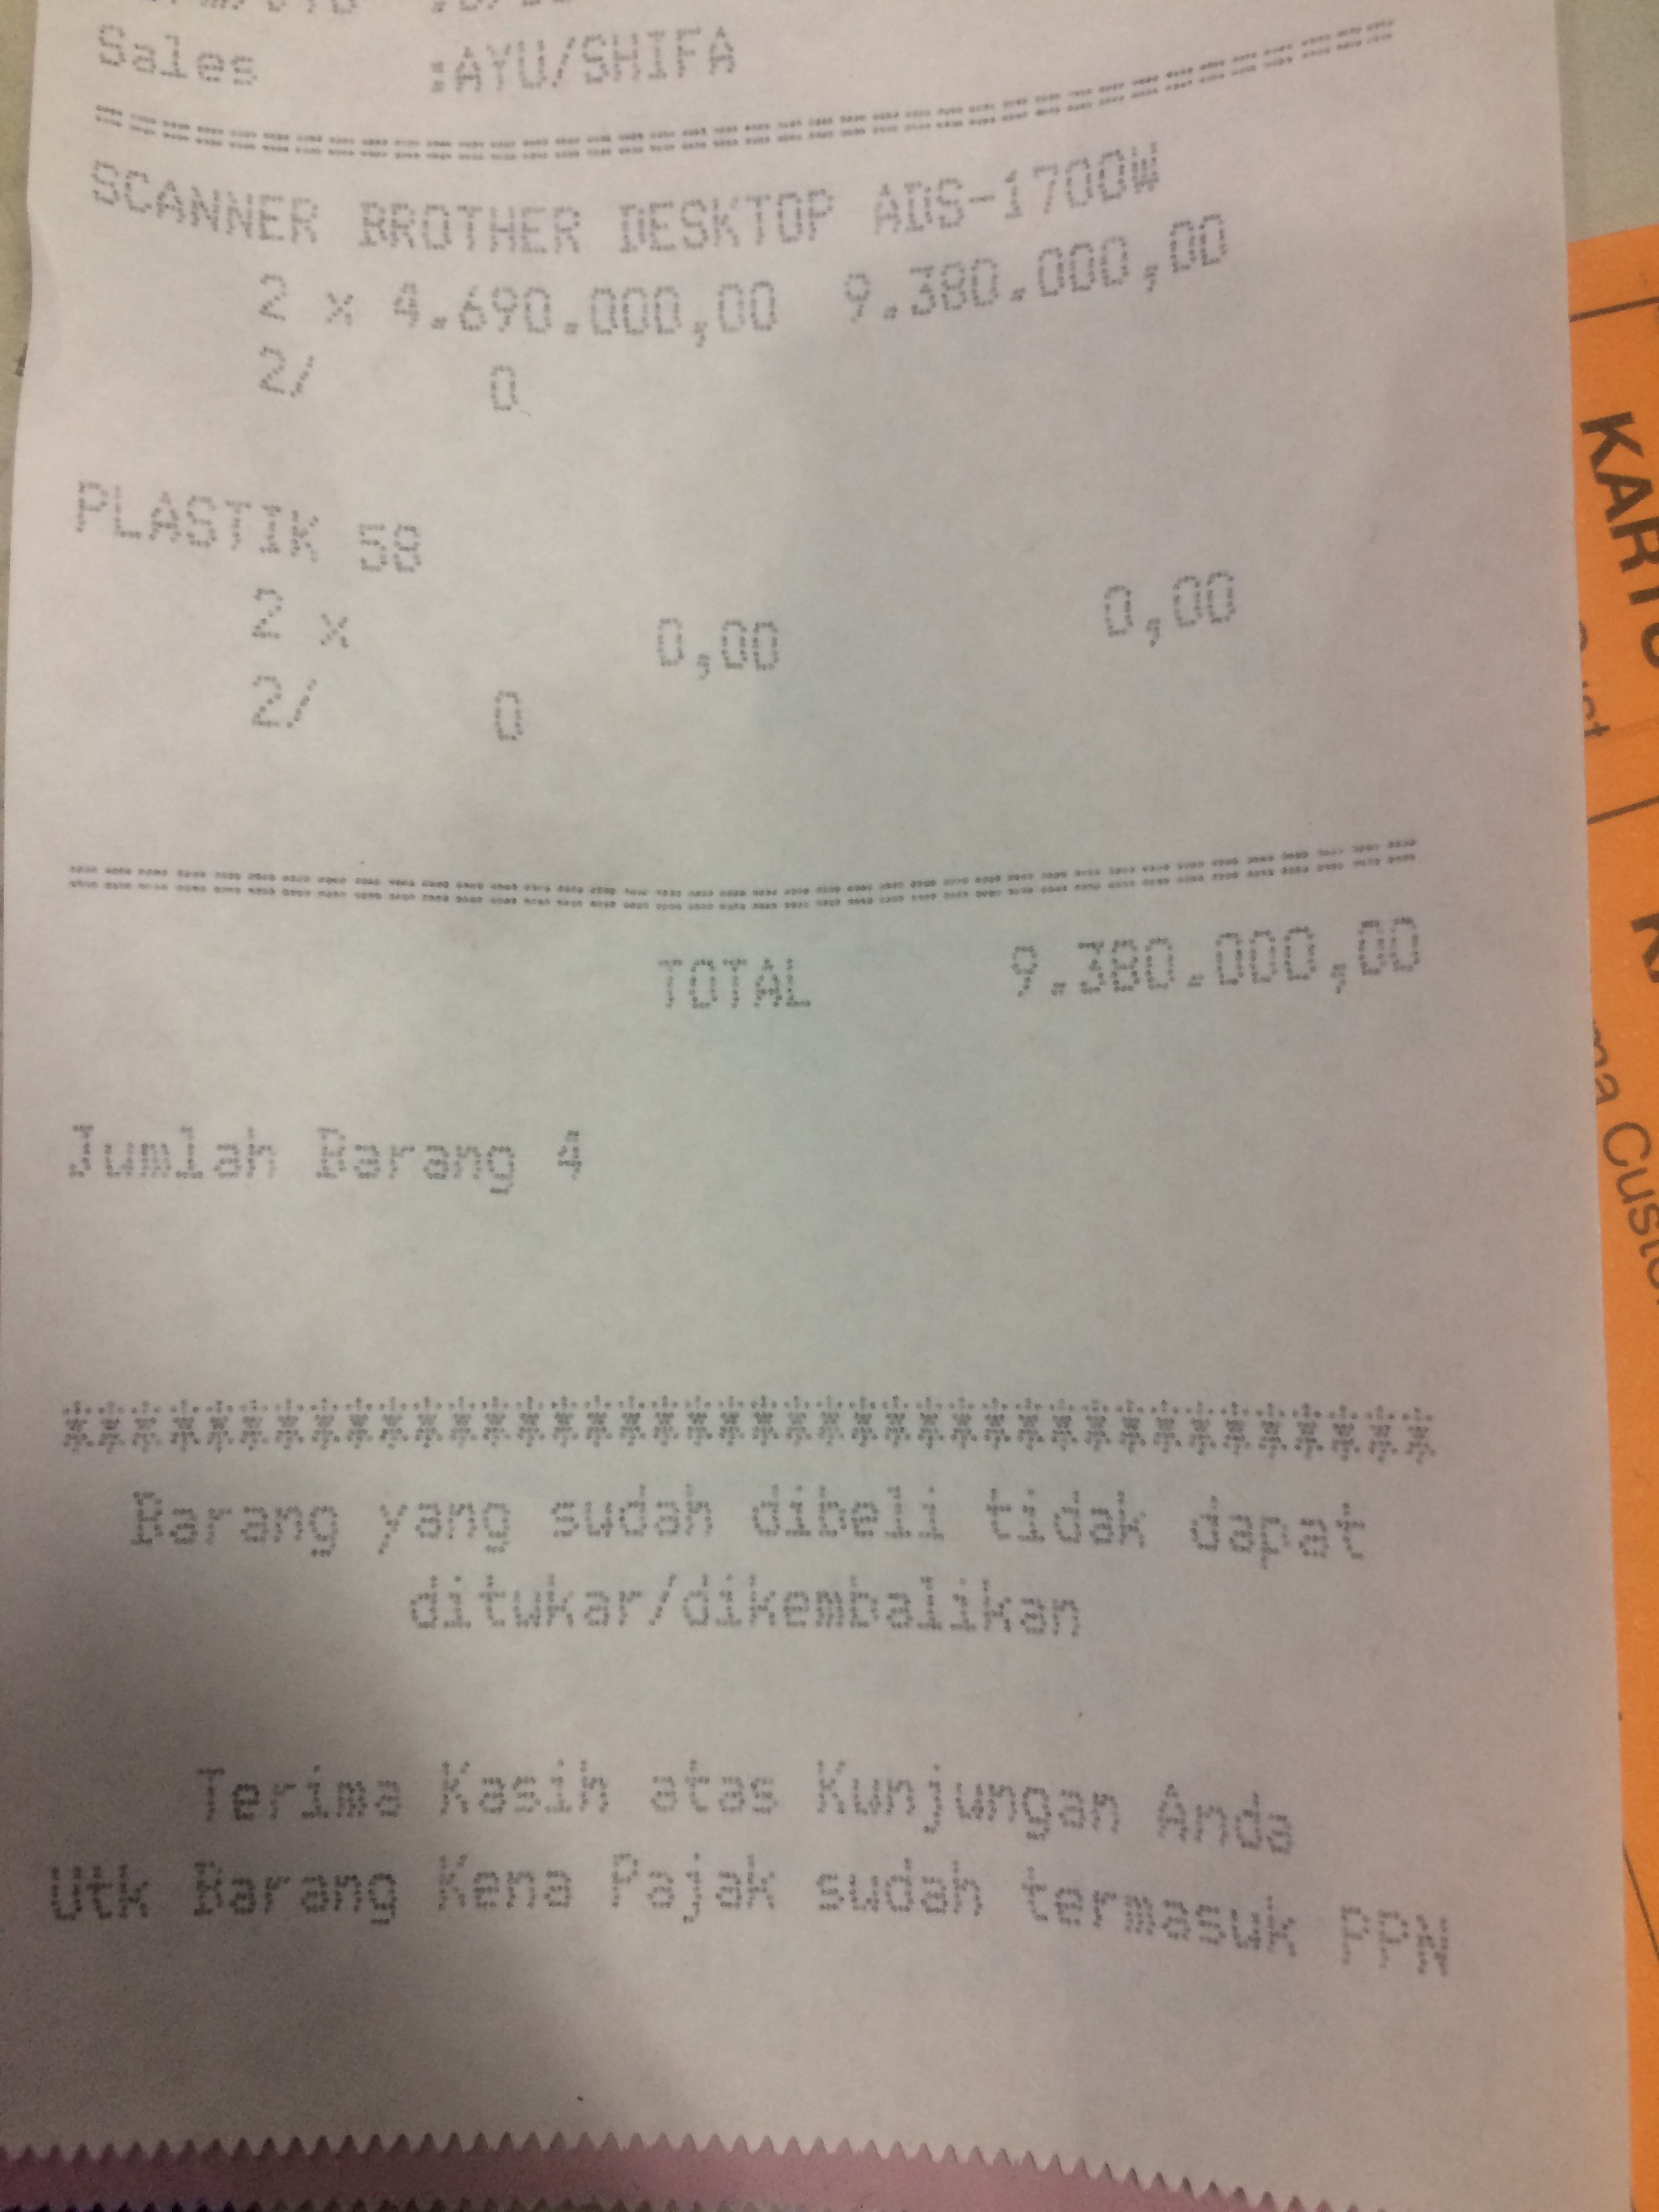 Sales :AYU/SHIFA
SCANNER BROTHER DESKTOP ADS-1700W
2 x 4.690.000,00 9.380.000,00
2/ 0
PLASTIK 58
2 x 0,00 0,00
2/ 0
TOTAL 9.380.000,00
Jumlah Barang 4
****************************************
Barang yang sudah dibeli tidak dapat
ditukar/dikembalikan
Terima Kasih atas Kunjungan Anda
Utk Barang Kena Pajak sudah termasuk PPN